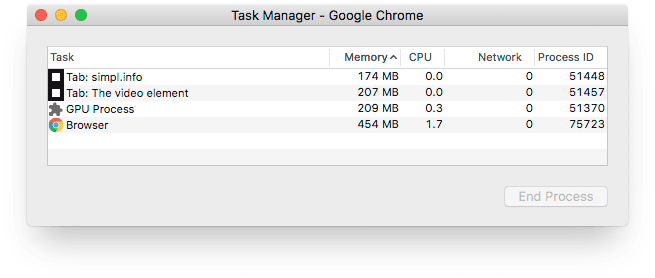 Task Manager - Google Chrome
Task Memory CPU Network Process ID
Tab: simpl.info 174 MB 0.0 0 51448
Tab: The video element 207 MB 0.0 0 51457
GPU Process 209 MB 0.3 0 51370
Browser 454 MB 1.7 0 75723
End Process